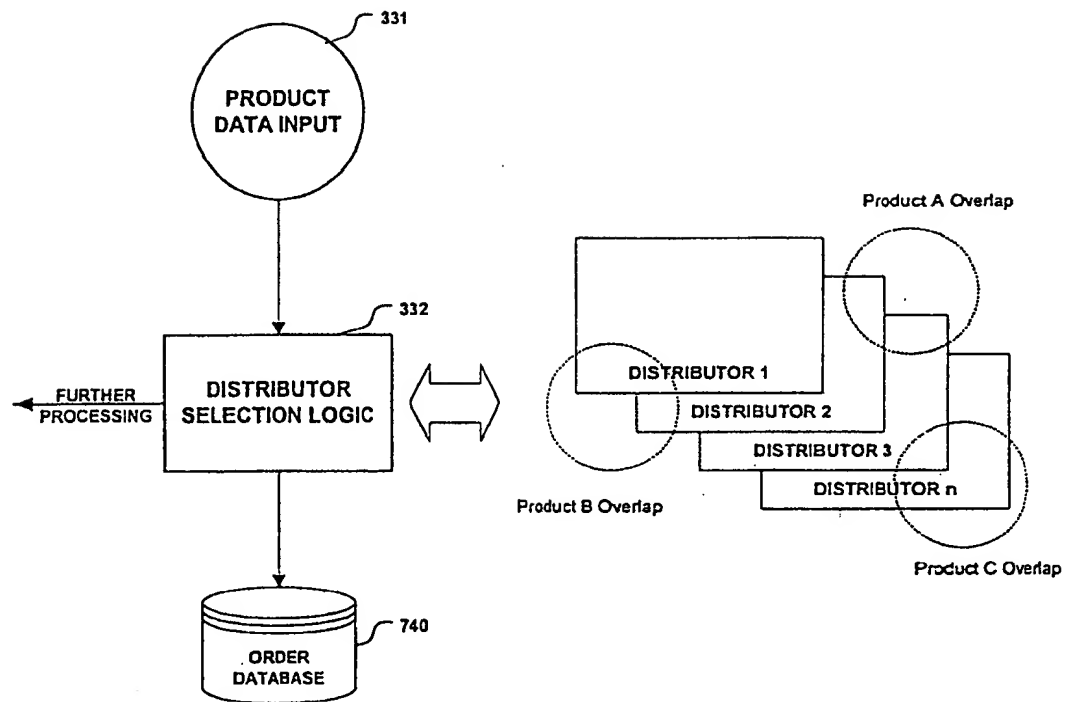 331
PRODUCT
DATA INPUT
Product A Overlap
332
DISTRIBUTOR
SELECTION LOGIC
FURTHER
PROCESSING
DISTRIBUTOR 1
DISTRIBUTOR 2
DISTRIBUTOR 3
DISTRIBUTOR n
Product B Overlap
Product C Overlap
740
ORDER
DATABASE